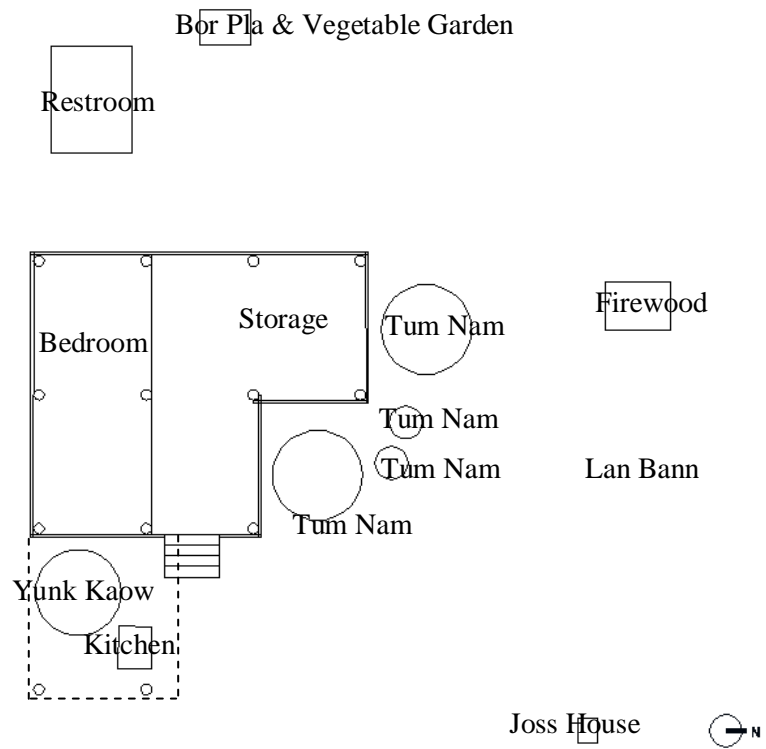 Bor Pla & Vegetable Garden
Restroom
Firewood
Storage
Tum Nam
Bedroom
Tum Nam
Tum Nam
Lan Bann
Tum Nam
Yunk Kaow
Kitchen
Joss House
N